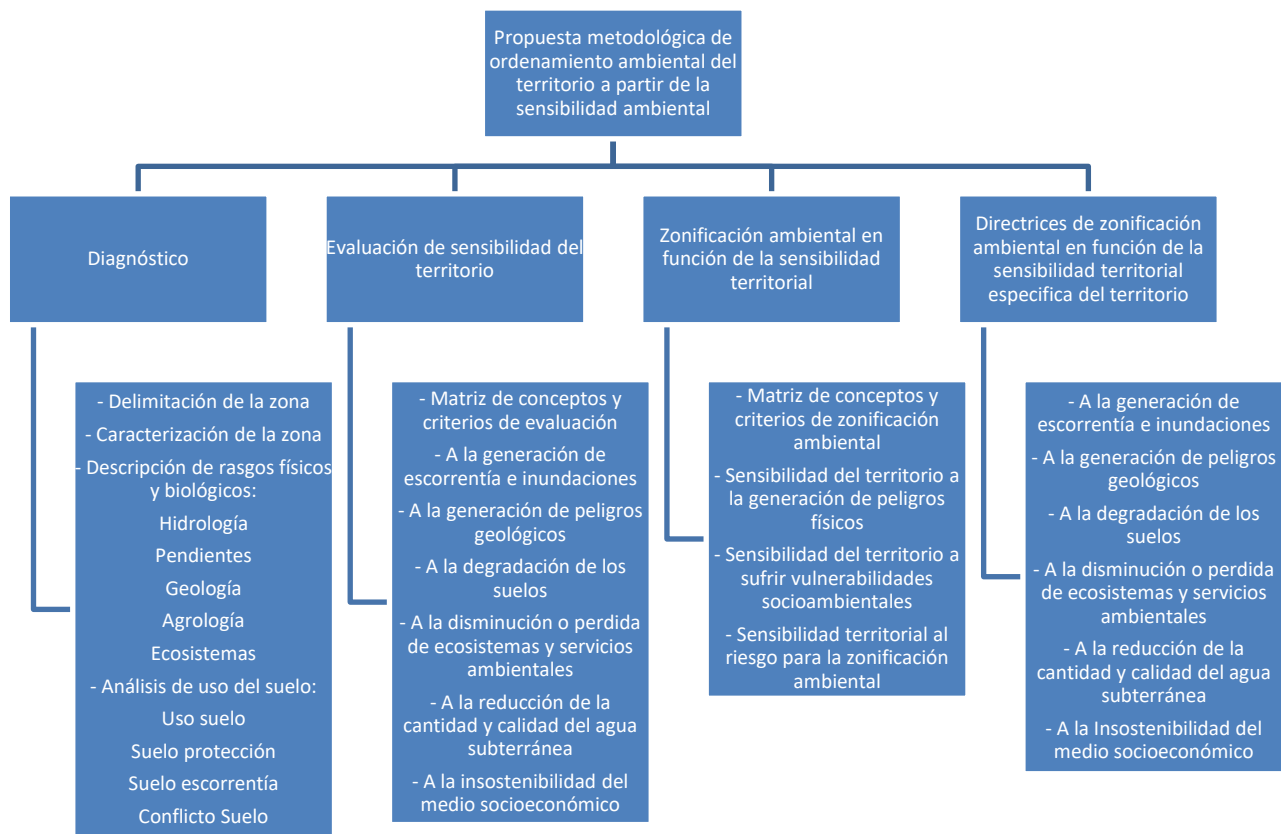 Propuesta metodológica de
ordenamiento ambiental del
territorio a partir de la
sensibilidad ambiental
Diagnóstico
- Delimitación de la zona
- Caracterización de la zona
- Descripción de rasgos físicos
y biológicos:
Hidrología
Pendientes
Geología
Agrología
Ecosistemas
- Análisis de uso del suelo:
Uso suelo
Suelo protección
Suelo escorrentía
Conflicto Suelo
Evaluación de sensibilidad del
territorio
- Matriz de conceptos y
criterios de evaluación
- A la generación de
escorrentía e inundaciones
- A la generación de peligros
geológicos
- A la degradación de los
suelos
- A la disminución o perdida
de ecosistemas y servicios
ambientales
- A la reducción de la
cantidad y calidad del agua
subterránea
- A la insostenibilidad del
medio socioeconómico
Zonificación ambiental en
función de la sensibilidad
territorial
- Matriz de conceptos y
criterios de zonificación
ambiental
- Sensibilidad del territorio a
la generación de peligros
físicos
- Sensibilidad del territorio a
sufrir vulnerabilidades
socioambientales
- Sensibilidad territorial al
riesgo para la zonificación
ambiental
Directrices de zonificación
ambiental en función de la
sensibilidad territorial
especifica del territorio
- A la generación de
escorrentía e inundaciones
- A la generación de peligros
geológicos
- A la degradación de los
suelos
- A la disminución o perdida
de ecosistemas y servicios
ambientales
- A la reducción de la
cantidad y calidad del agua
subterránea
- A la Insostenibilidad del
medio socioeconómico